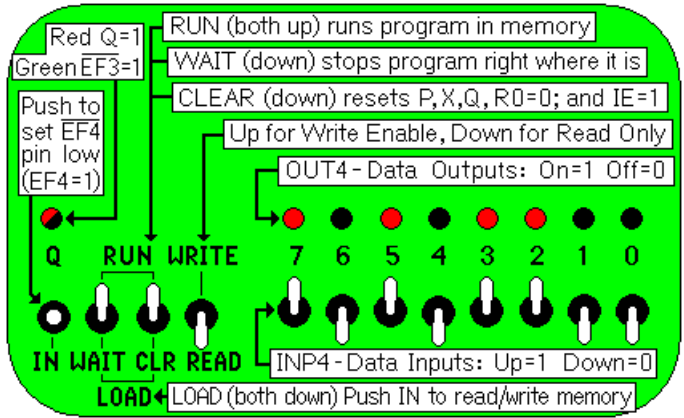 Red Q=1
Green EF3=1
RUN (both up) runs program in memory
WAIT (down) stops program right where it is
CLEAR (down) resets P,X,Q, R0=0; and IE=1
Push to
set EF4
pin low
(EF4=1)
Up for Write Enable, Down for Read Only
OUT4-Data Outputs: On=1 Off=0
Q RUN WRITE 7 6 5 4 3 2 1 0
IN WAIT CLR READ
INP4-Data Inputs: Up=1 Down=0
LOAD
LOAD (both down) Push IN to read/write memory